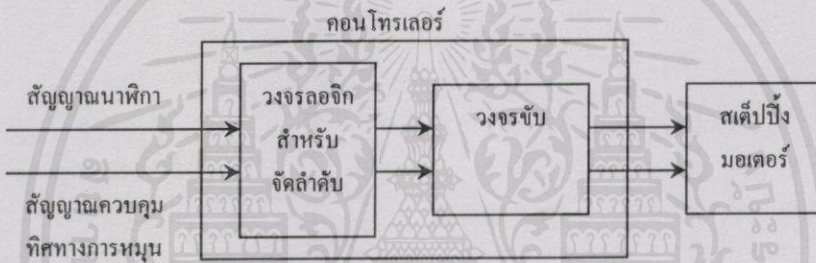 คอนโทรเลอร์
สัญญาณนาฬิกา
สัญญาณควบคุม
ทิศทางการหมุน
วงจรลอจิก
สำหรับ
จัดลำดับ
วงจรขับ
สเต็ปปิ้ง
มอเตอร์